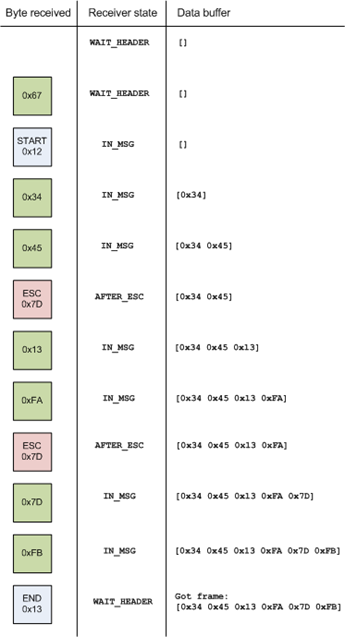 Byte received Receiver state Data buffer
WAIT_HEADER []
0x67 WAIT_HEADER []
START
0x12 IN_MSG []
0x34 IN_MSG [0x34]
0x45 IN_MSG [0x34 0x45]
ESC
0x7D AFTER_ESC [0x34 0x45]
0x13 IN_MSG [0x34 0x45 0x13]
0xFA IN_MSG [0x34 0x45 0x13 0xFA]
ESC
0x7D AFTER_ESC [0x34 0x45 0x13 0xFA]
0x7D IN_MSG [0x34 0x45 0x13 0xFA 0x7D]
0xFB IN_MSG [0x34 0x45 0x13 0xFA 0x7D 0xFB]
END
0x13 WAIT_HEADER Got frame:
[0x34 0x45 0x13 0xFA 0x7D 0xFB]